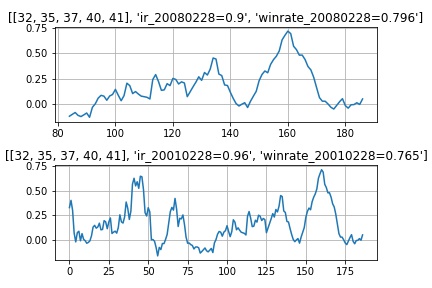 [[32, 35, 37, 40, 41], 'ir_20080228=0.9', 'winrate_20080228=0.796']
0.75
0.50
0.25
0.00
80 100 120 140 160 180
[[32, 35, 37, 40, 41], 'ir_20010228=0.96', 'winrate_20010228=0.765']
0.75
0.50
0.25
0.00
0 25 50 75 100 125 150 175